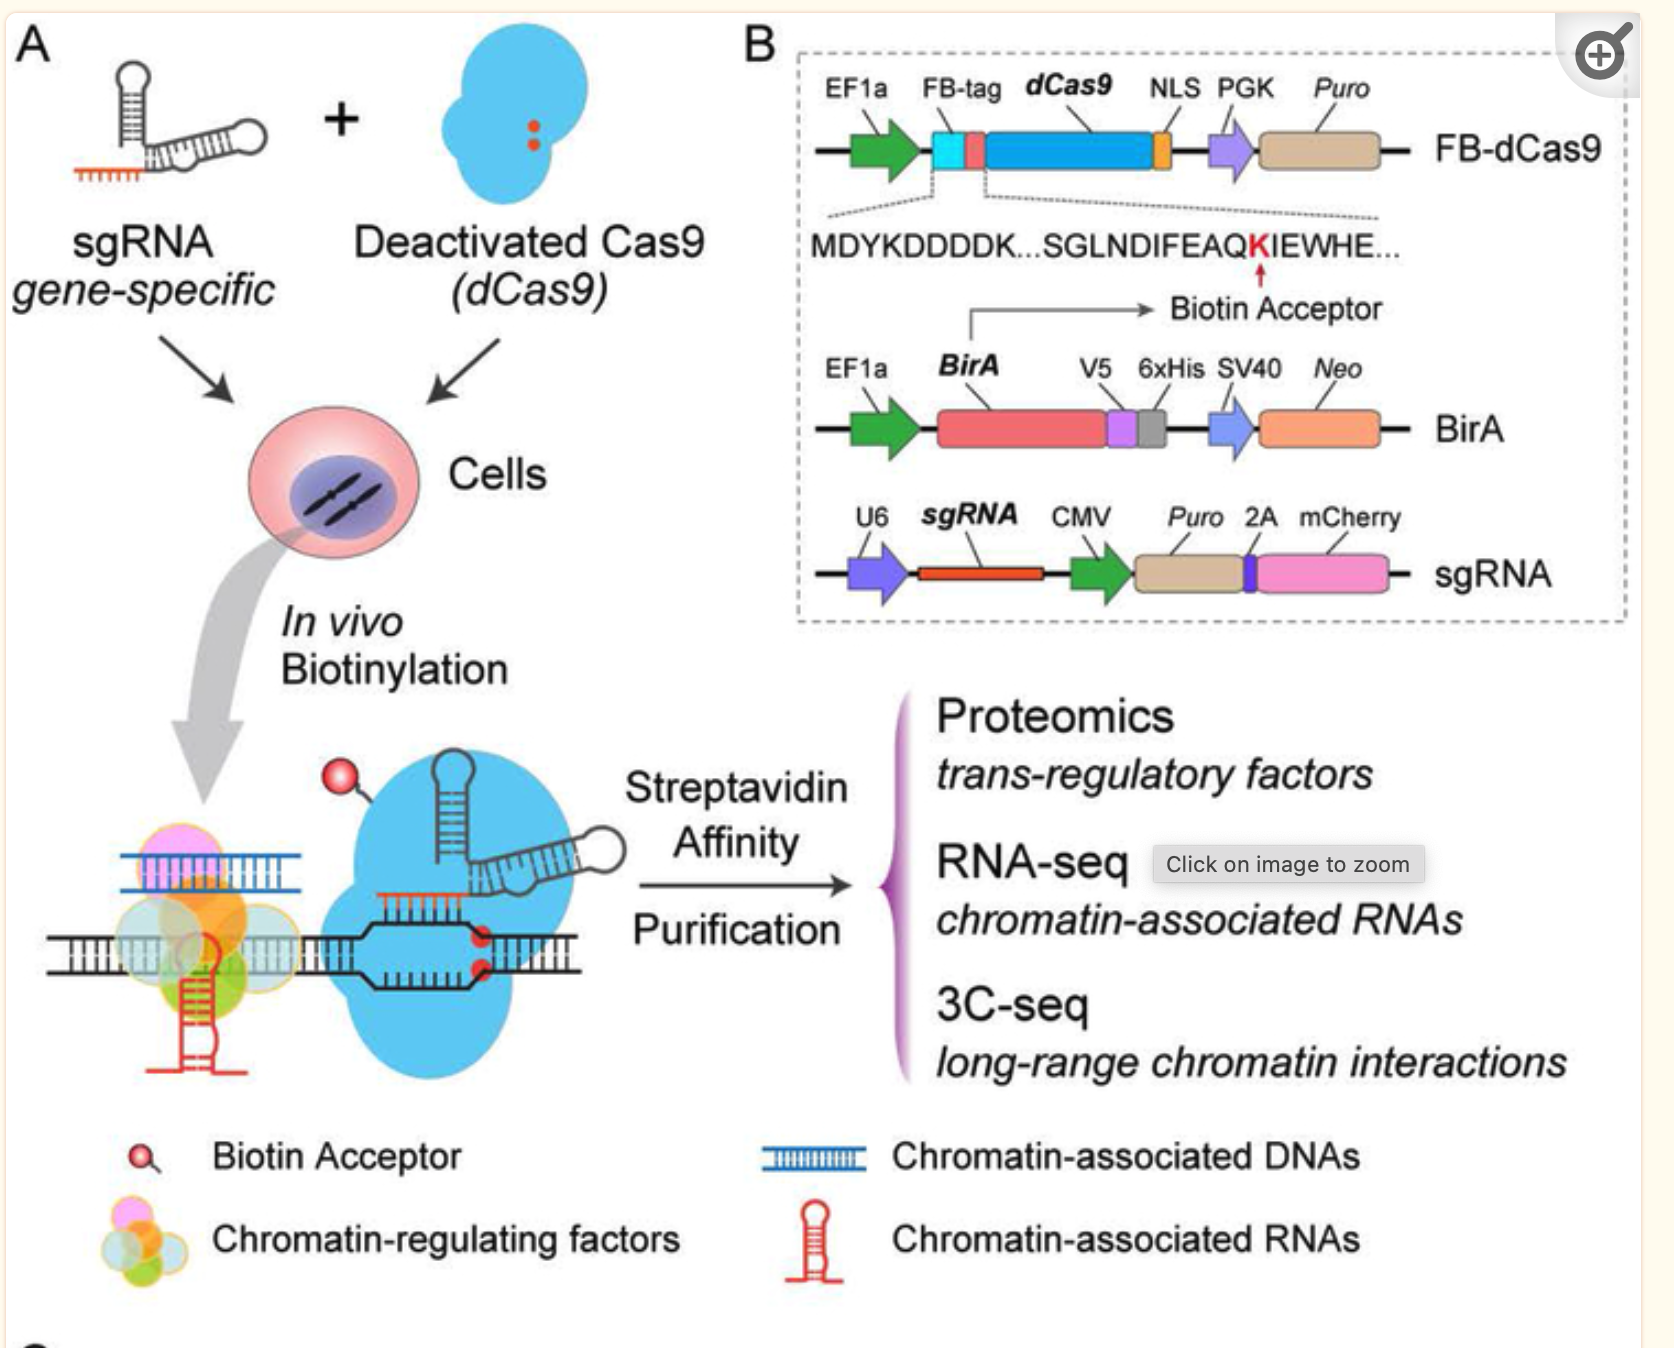 A
+
sgRNA
gene-specific
Deactivated Cas9
(dCas9)
Cells
In vivo
Biotinylation
Streptavidin
Affinity
Purification
Proteomics
trans-regulatory factors
RNA-seq
Click on image to zoom
chromatin-associated RNAs
3C-seq
long-range chromatin interactions
Biotin Acceptor
Chromatin-associated DNAs
Chromatin-regulating factors
Chromatin-associated RNAs
B
EF1a FB-tag dCas9 NLS PGK Puro
FB-dCas9
MDYKDDDDK...SGLNDIFEAQKIEWHE...
Biotin Acceptor
EF1a BirA V5 6xHis SV40 Neo
BirA
U6 sgRNA CMV Puro 2A mCherry
sgRNA